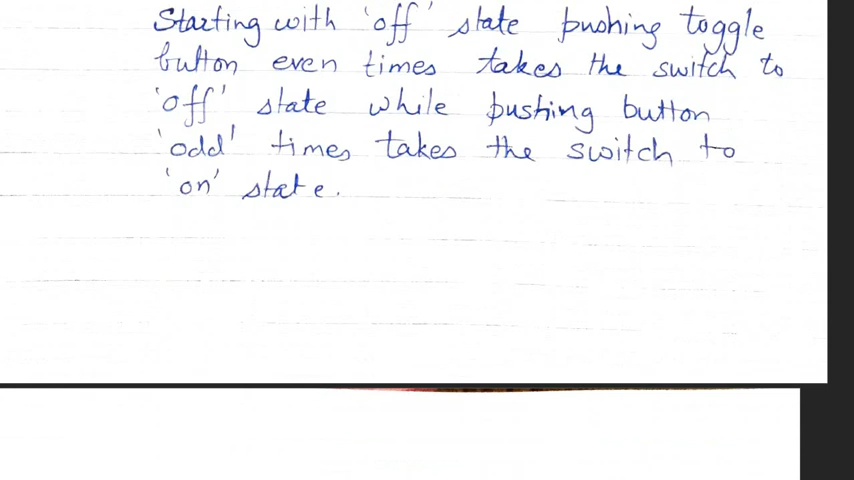 Starting with 'off' state pushing toggle
button even times takes the switch to
'off' state while pushing button
'odd' times takes the switch to
'on' state.